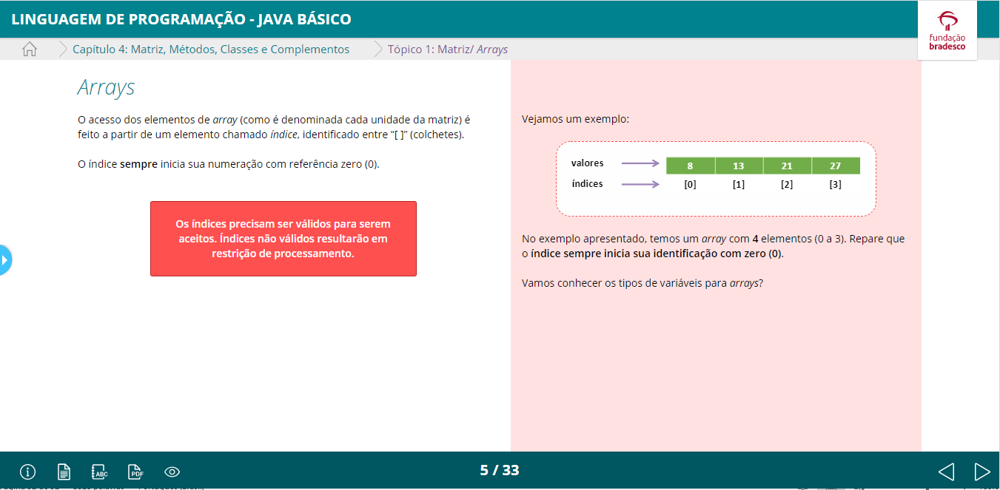 LINGUAGEM DE PROGRAMAÇÃO - JAVA BÁSICO
fundação
bradesco
Capítulo 4: Matriz, Métodos, Classes e Complementos
Tópico 1: Matriz/ Arrays
Arrays
O acesso dos elementos de array (como é denominada cada unidade da matriz) é
feito a partir de um elemento chamado índice, identificado entre “[ ]” (colchetes).
O índice sempre inicia sua numeração com referência zero (0).
Os índices precisam ser válidos para serem
aceitos. Índices não válidos resultarão em
restrição de processamento.
Vejamos um exemplo:
valores 8 13 21 27
índices [0] [1] [2] [3]
No exemplo apresentado, temos um array com 4 elementos (0 a 3). Repare que
o índice sempre inicia sua identificação com zero (0).
Vamos conhecer os tipos de variáveis para arrays?
ABC
PDF
5 / 33